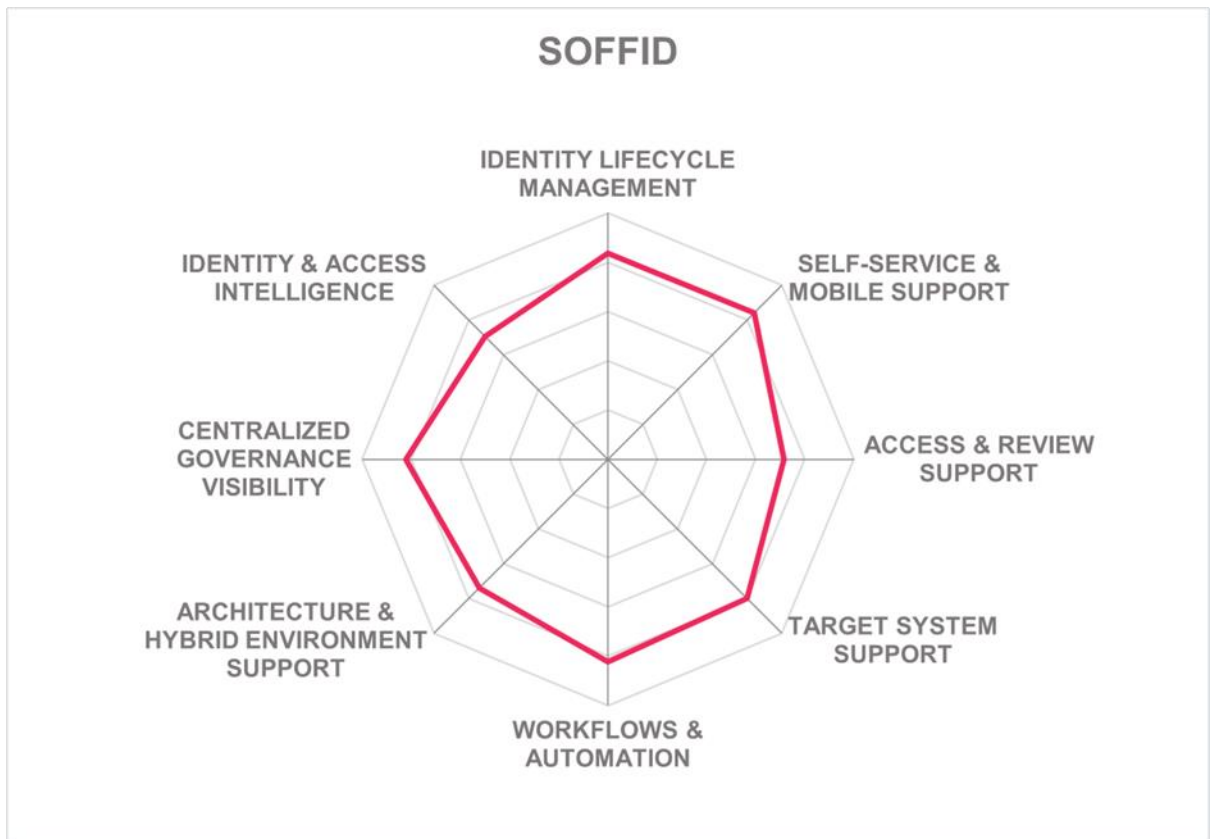 SOFFID
IDENTITY LIFECYCLE
MANAGEMENT
IDENTITY & ACCESS
INTELLIGENCE
SELF-SERVICE &
MOBILE SUPPORT
CENTRALIZED
GOVERNANCE
VISIBILITY
ACCESS & REVIEW
SUPPORT
ARCHITECTURE &
HYBRID ENVIRONMENT
SUPPORT
TARGET SYSTEM
SUPPORT
WORKFLOWS &
AUTOMATION